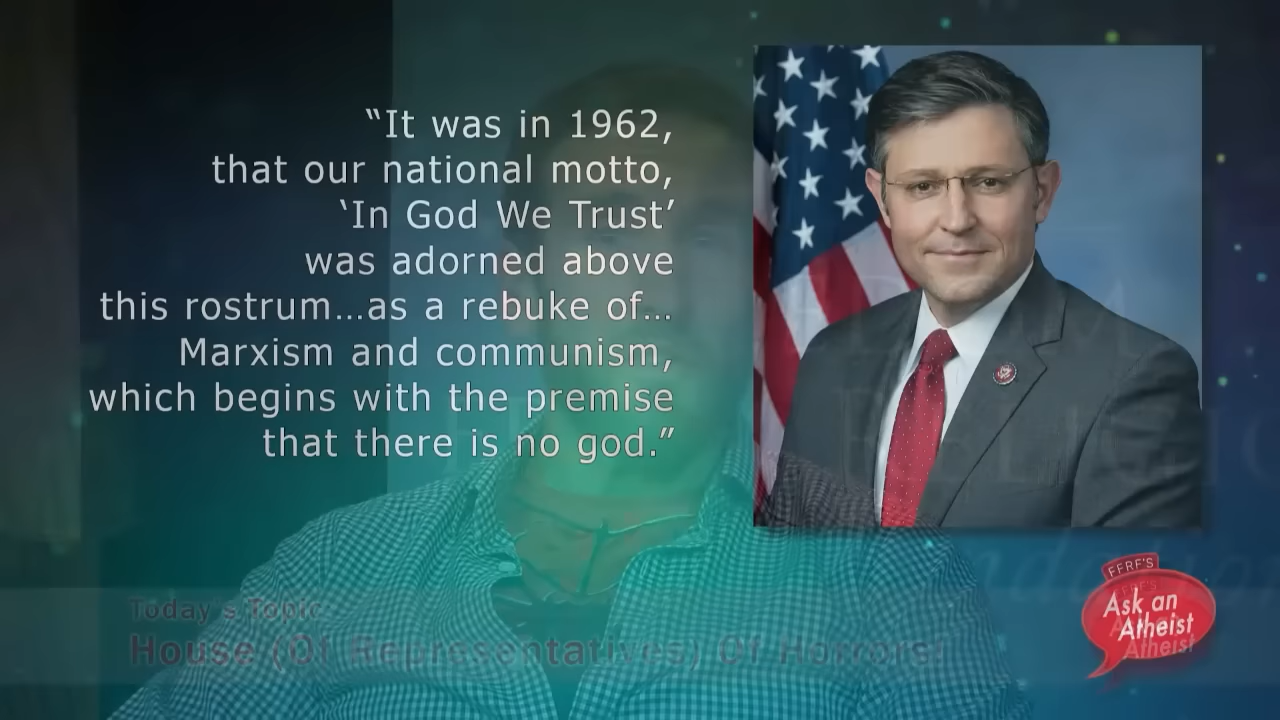 “It was in 1962,
that our national motto,
‘In God We Trust’
was adorned above
this rostrum…as a rebuke of…
Marxism and communism,
which begins with the premise
that there is no god.”
FFRF'S
Ask an
Atheist
Today's Topic:
House (Of Representatives) Of Horrors!